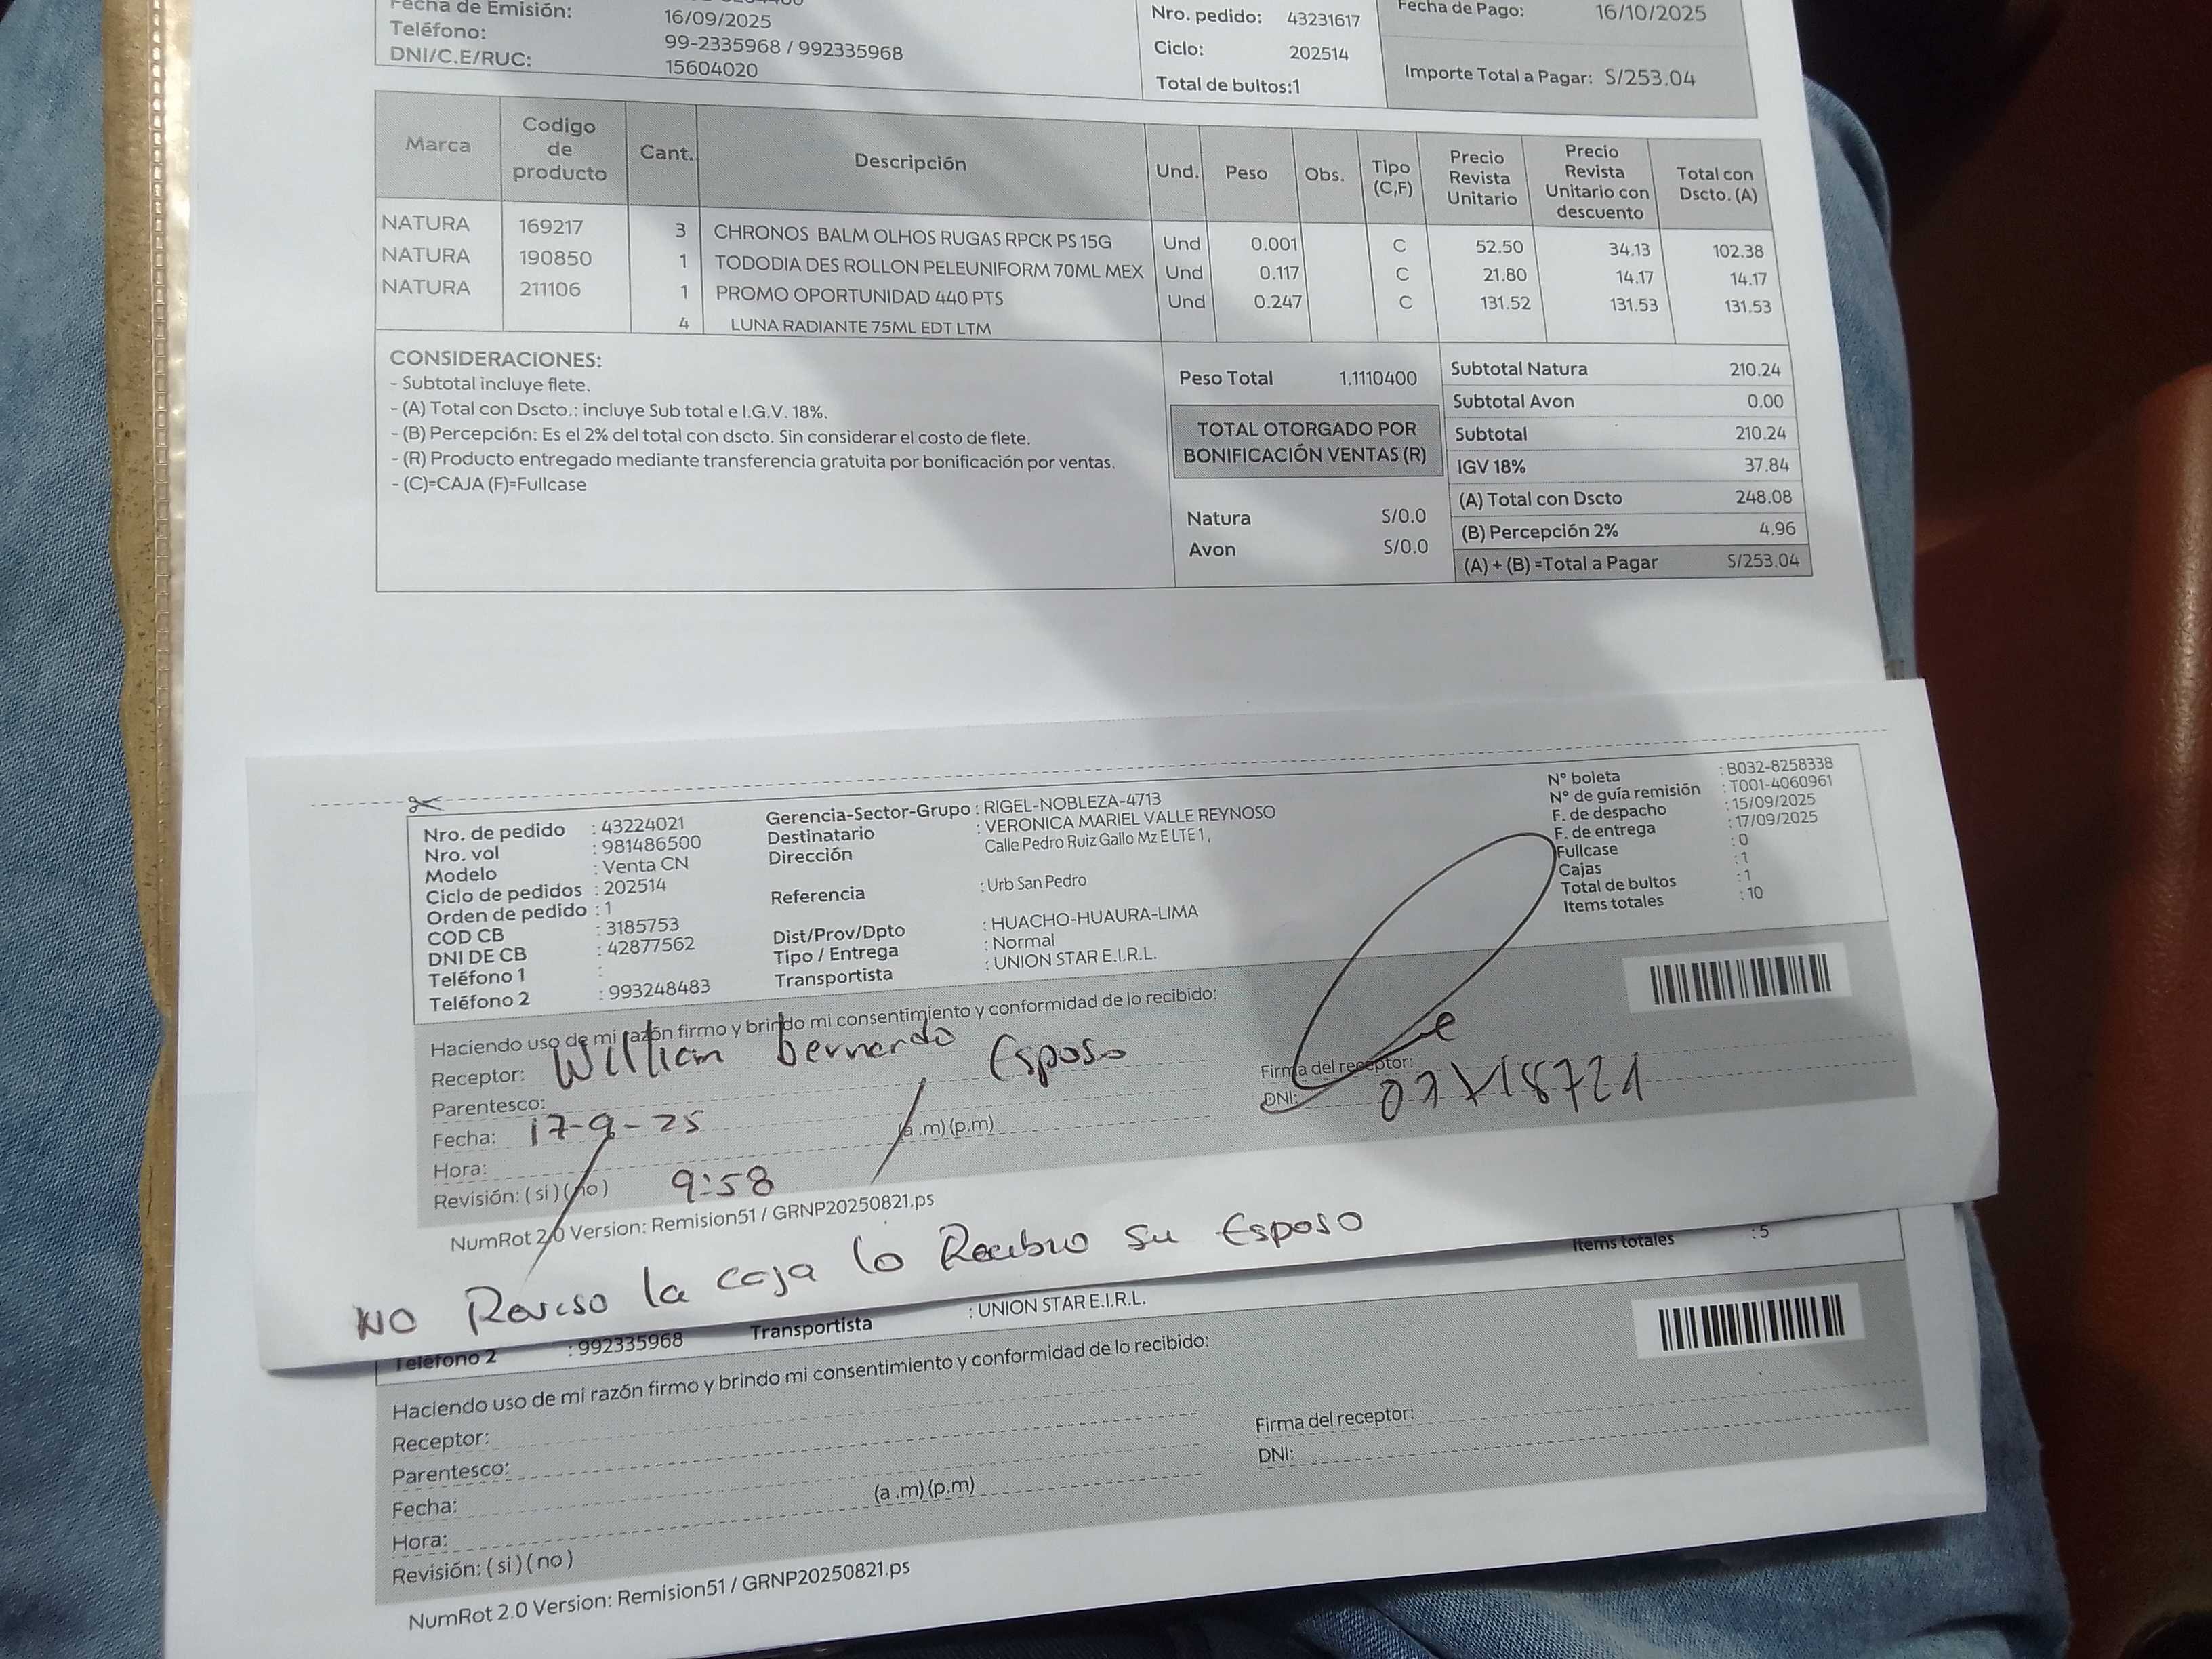 Fecha de Emisión: 16/09/2025
Teléfono: 99-2335968 / 992335968
DNI/C.E/RUC: 15604020
Nro. pedido: 43231617
Ciclo: 202514
Total de bultos:1
Fecha de Pago: 16/10/2025
Importe Total a Pagar: S/253.04
Marca Codigo de producto Cant. Descripción Und. Peso Obs. Tipo (C,F) Precio Revista Unitario Precio Revista Unitario con descuento Total con Dscto. (A)
NATURA 169217 3 CHRONOS BALM OLHOS RUGAS RPCK PS 15G Und 0.001 C 52.50 34.13 102.38
NATURA 190850 1 TODODIA DES ROLLON PELEUNIFORM 70ML MEX Und 0.117 C 21.80 14.17 14.17
NATURA 211106 1 PROMO OPORTUNIDAD 440 PTS Und 0.247 C 131.52 131.53 131.53
4 LUNA RADIANTE 75ML EDT LTM
CONSIDERACIONES:
- Subtotal incluye flete.
- (A) Total con Dscto.: incluye Sub total e I.G.V. 18%.
- (B) Percepción: Es el 2% del total con dscto. Sin considerar el costo de flete.
- (R) Producto entregado mediante transferencia gratuita por bonificación por ventas.
- (C)=CAJA (F)=Fullcase
Peso Total 1.1110400
TOTAL OTORGADO POR
BONIFICACIÓN VENTAS (R)
Natura S/0.0
Avon S/0.0
Subtotal Natura 210.24
Subtotal Avon 0.00
Subtotal 210.24
IGV 18% 37.84
(A) Total con Dscto 248.08
(B) Percepción 2% 4.96
(A) + (B) =Total a Pagar S/253.04
Nro. de pedido : 43224021
Nro. vol : 981486500
Modelo : Venta CN
Ciclo de pedidos : 202514
Orden de pedido : 1
COD CB : 3185753
DNI DE CB : 42877562
Teléfono 1 :
Teléfono 2 : 993248483
Gerencia-Sector-Grupo : RIGEL-NOBLEZA-4713
Destinatario : VERONICA MARIEL VALLE REYNOSO
Dirección Calle Pedro Ruiz Gallo Mz E LTE 1,
Referencia : Urb San Pedro
Dist/Prov/Dpto : HUACHO-HUAURA-LIMA
Tipo / Entrega : Normal
Transportista : UNION STAR E.I.R.L.
N° boleta : B032-8258338
N° de guía remisión : T001-4060961
F. de despacho : 15/09/2025
F. de entrega : 17/09/2025
Fullcase : 0
Cajas : 1
Total de bultos : 1
Items totales : 10
Haciendo uso de mi razón firmo y brindo mi consentimiento y conformidad de lo recibido:
Receptor: William bernardo Esposo
Parentesco:
Fecha: 17-9-25 (a .m) (p.m)
Hora: 9:58
Revisión: ( si ) ( no )
Firma del receptor:
DNI:
NumRot 2.0 Version: Remision51 / GRNP20250821.ps
NO Reviso la caja lo Recibio su Esposo
Items totales : 5
Teléfono 2 : 992335968 Transportista : UNION STAR E.I.R.L.
Haciendo uso de mi razón firmo y brindo mi consentimiento y conformidad de lo recibido:
Receptor:
Parentesco:
Fecha: (a .m) (p.m)
Hora:
Revisión: ( si ) ( no )
Firma del receptor:
DNI:
NumRot 2.0 Version: Remision51 / GRNP20250821.ps